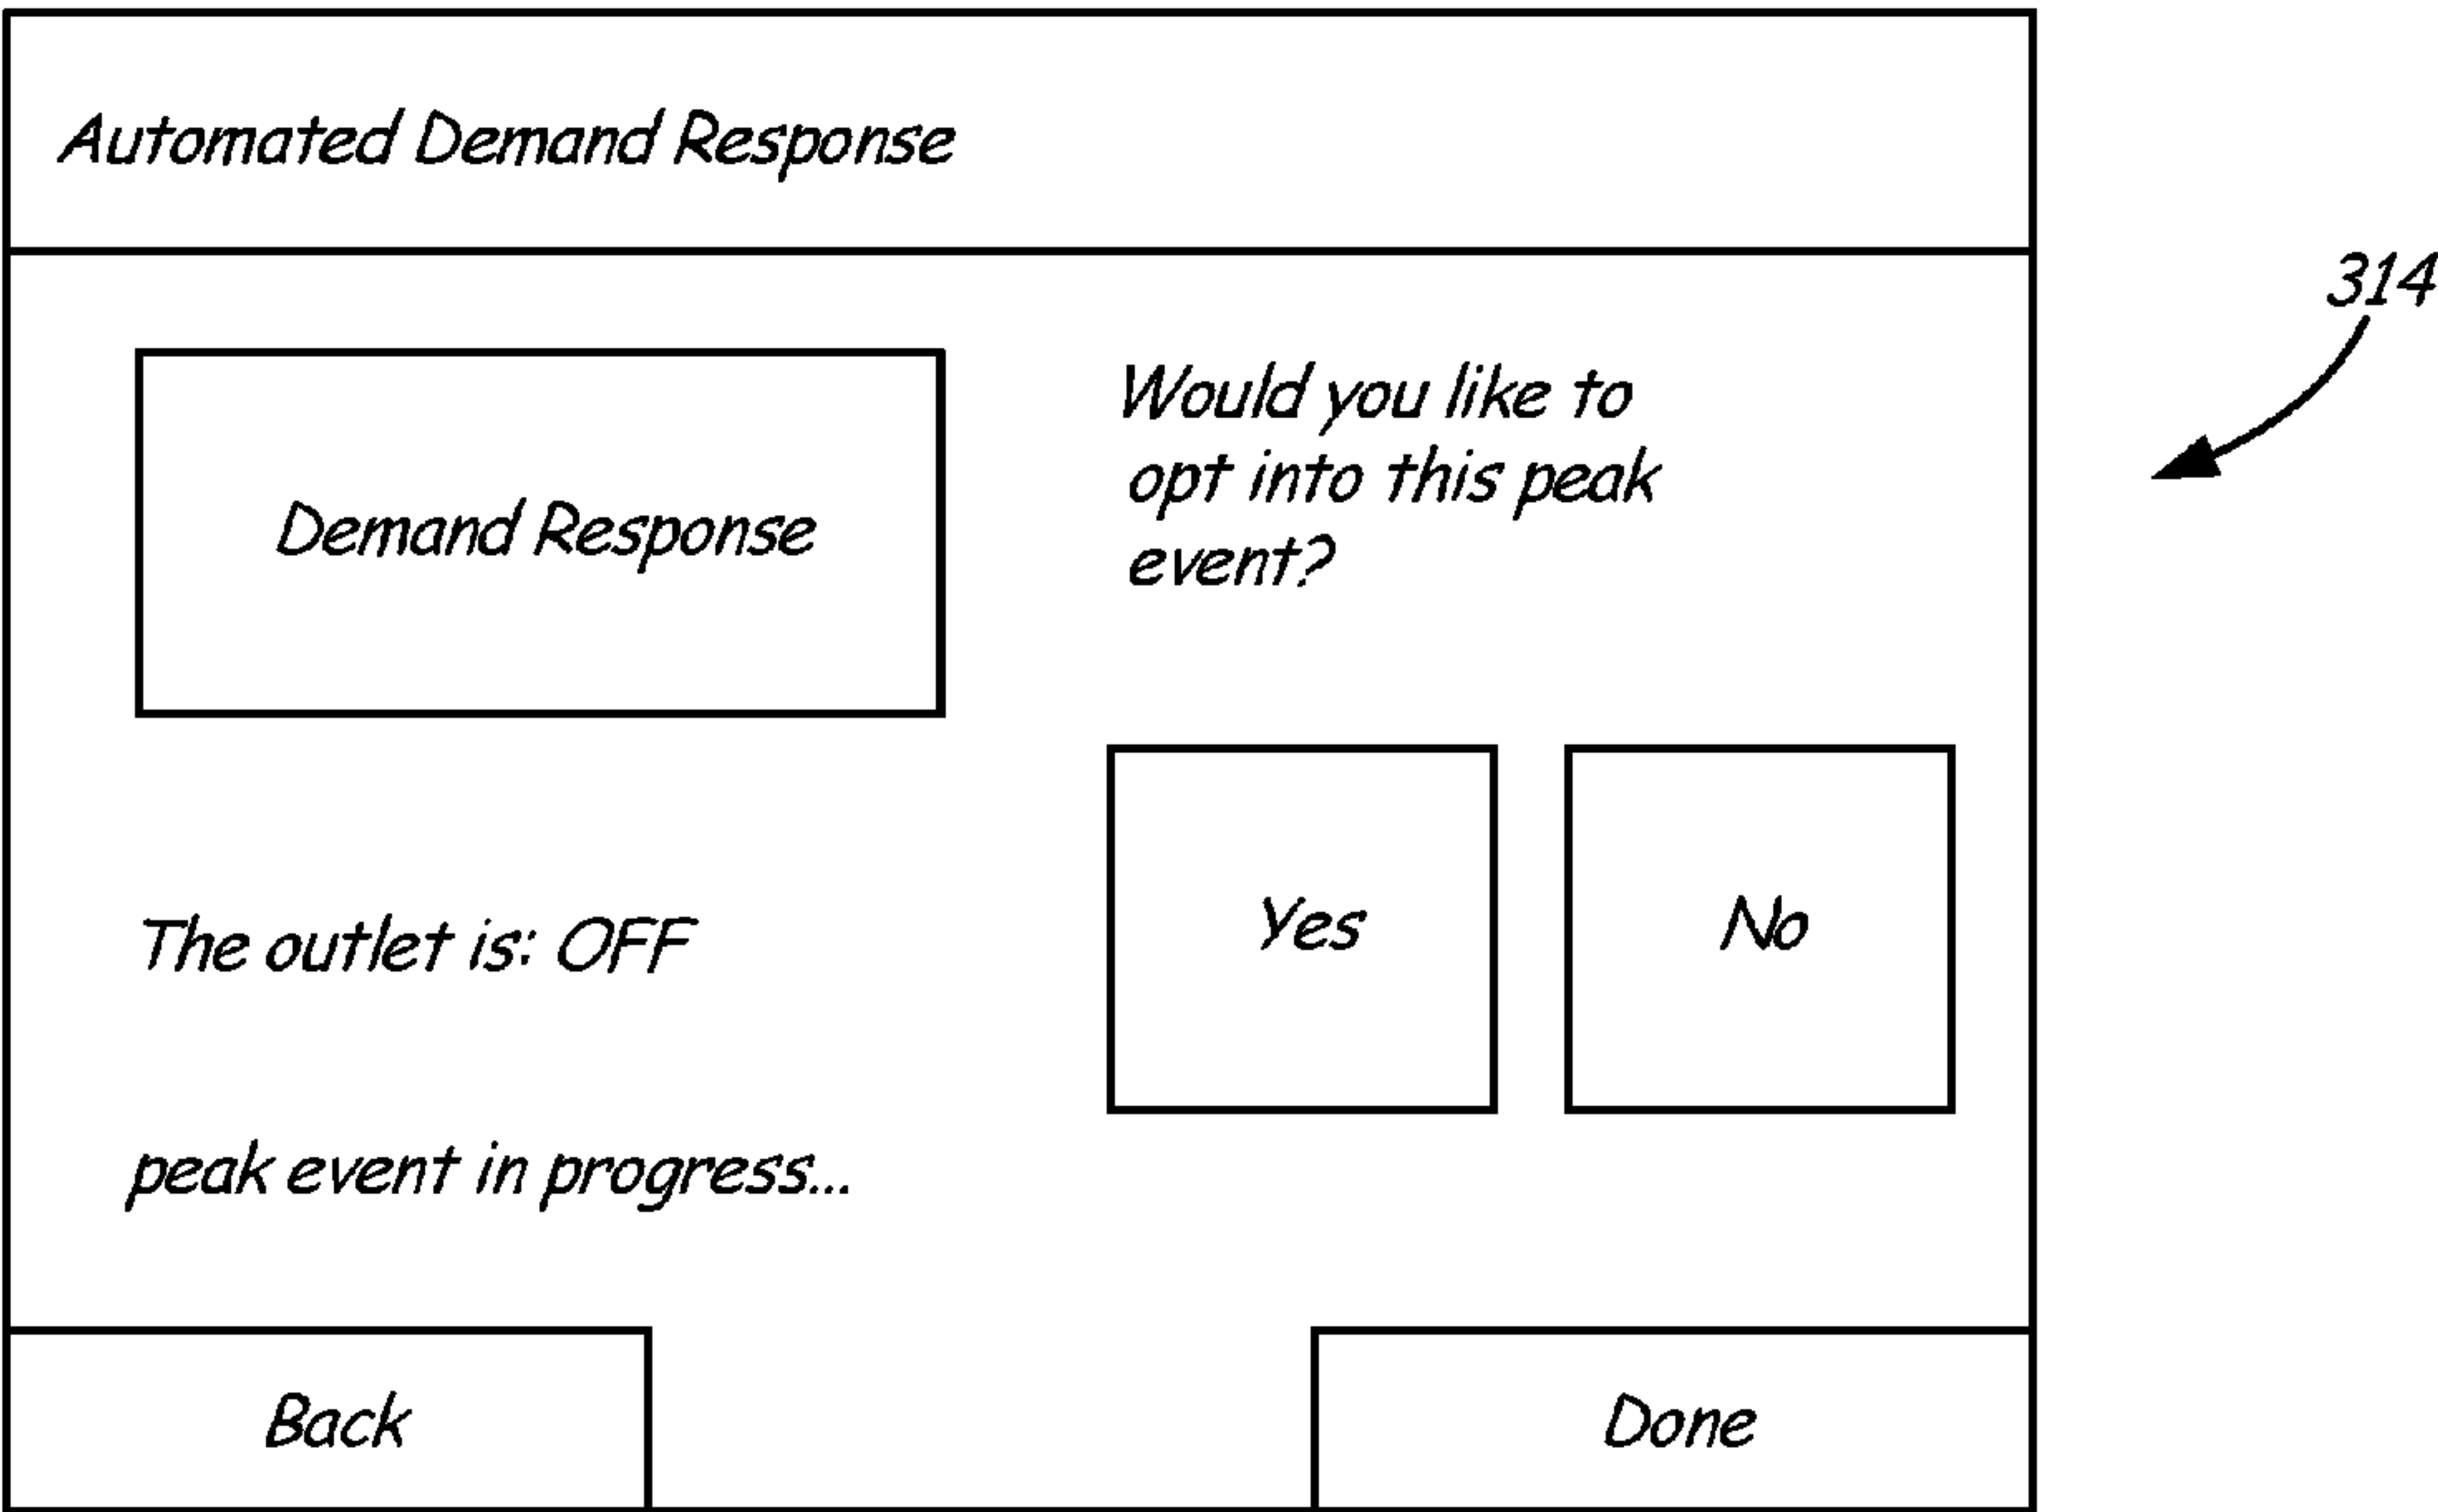 Automated Demand Response
314
Demand Response
Would you like to
opt into this peak
event?
Yes
No
The outlet is: OFF
peak event in progress...
Back
Done